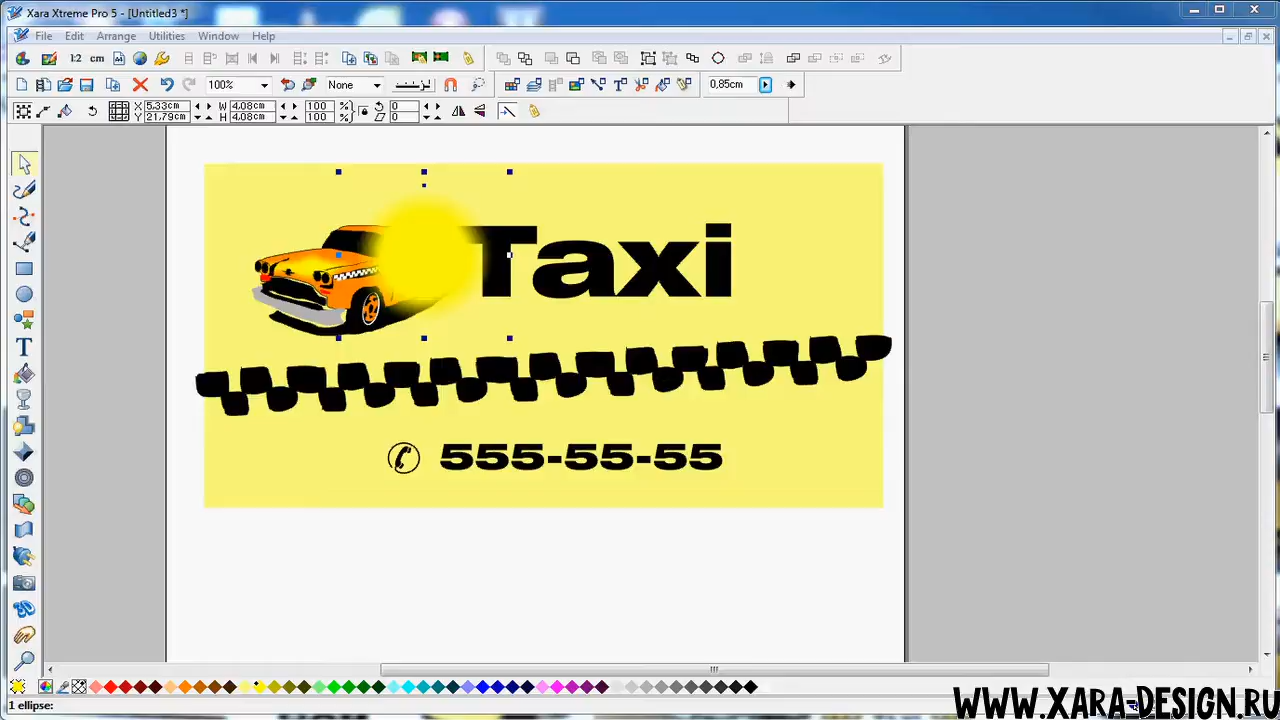 Xara Xtreme Pro 5 - [Untitled3 *]
File Edit Arrange Utilities Window Help
1:2 cm
100% None 0,85cm
X 5.33cm W 4.08cm 100 % 0
Y 21,79cm H 4.08cm 100 % 0
Taxi
✆ 555-55-55
1 ellipse:
WWW.XARA-DESIGN.RU